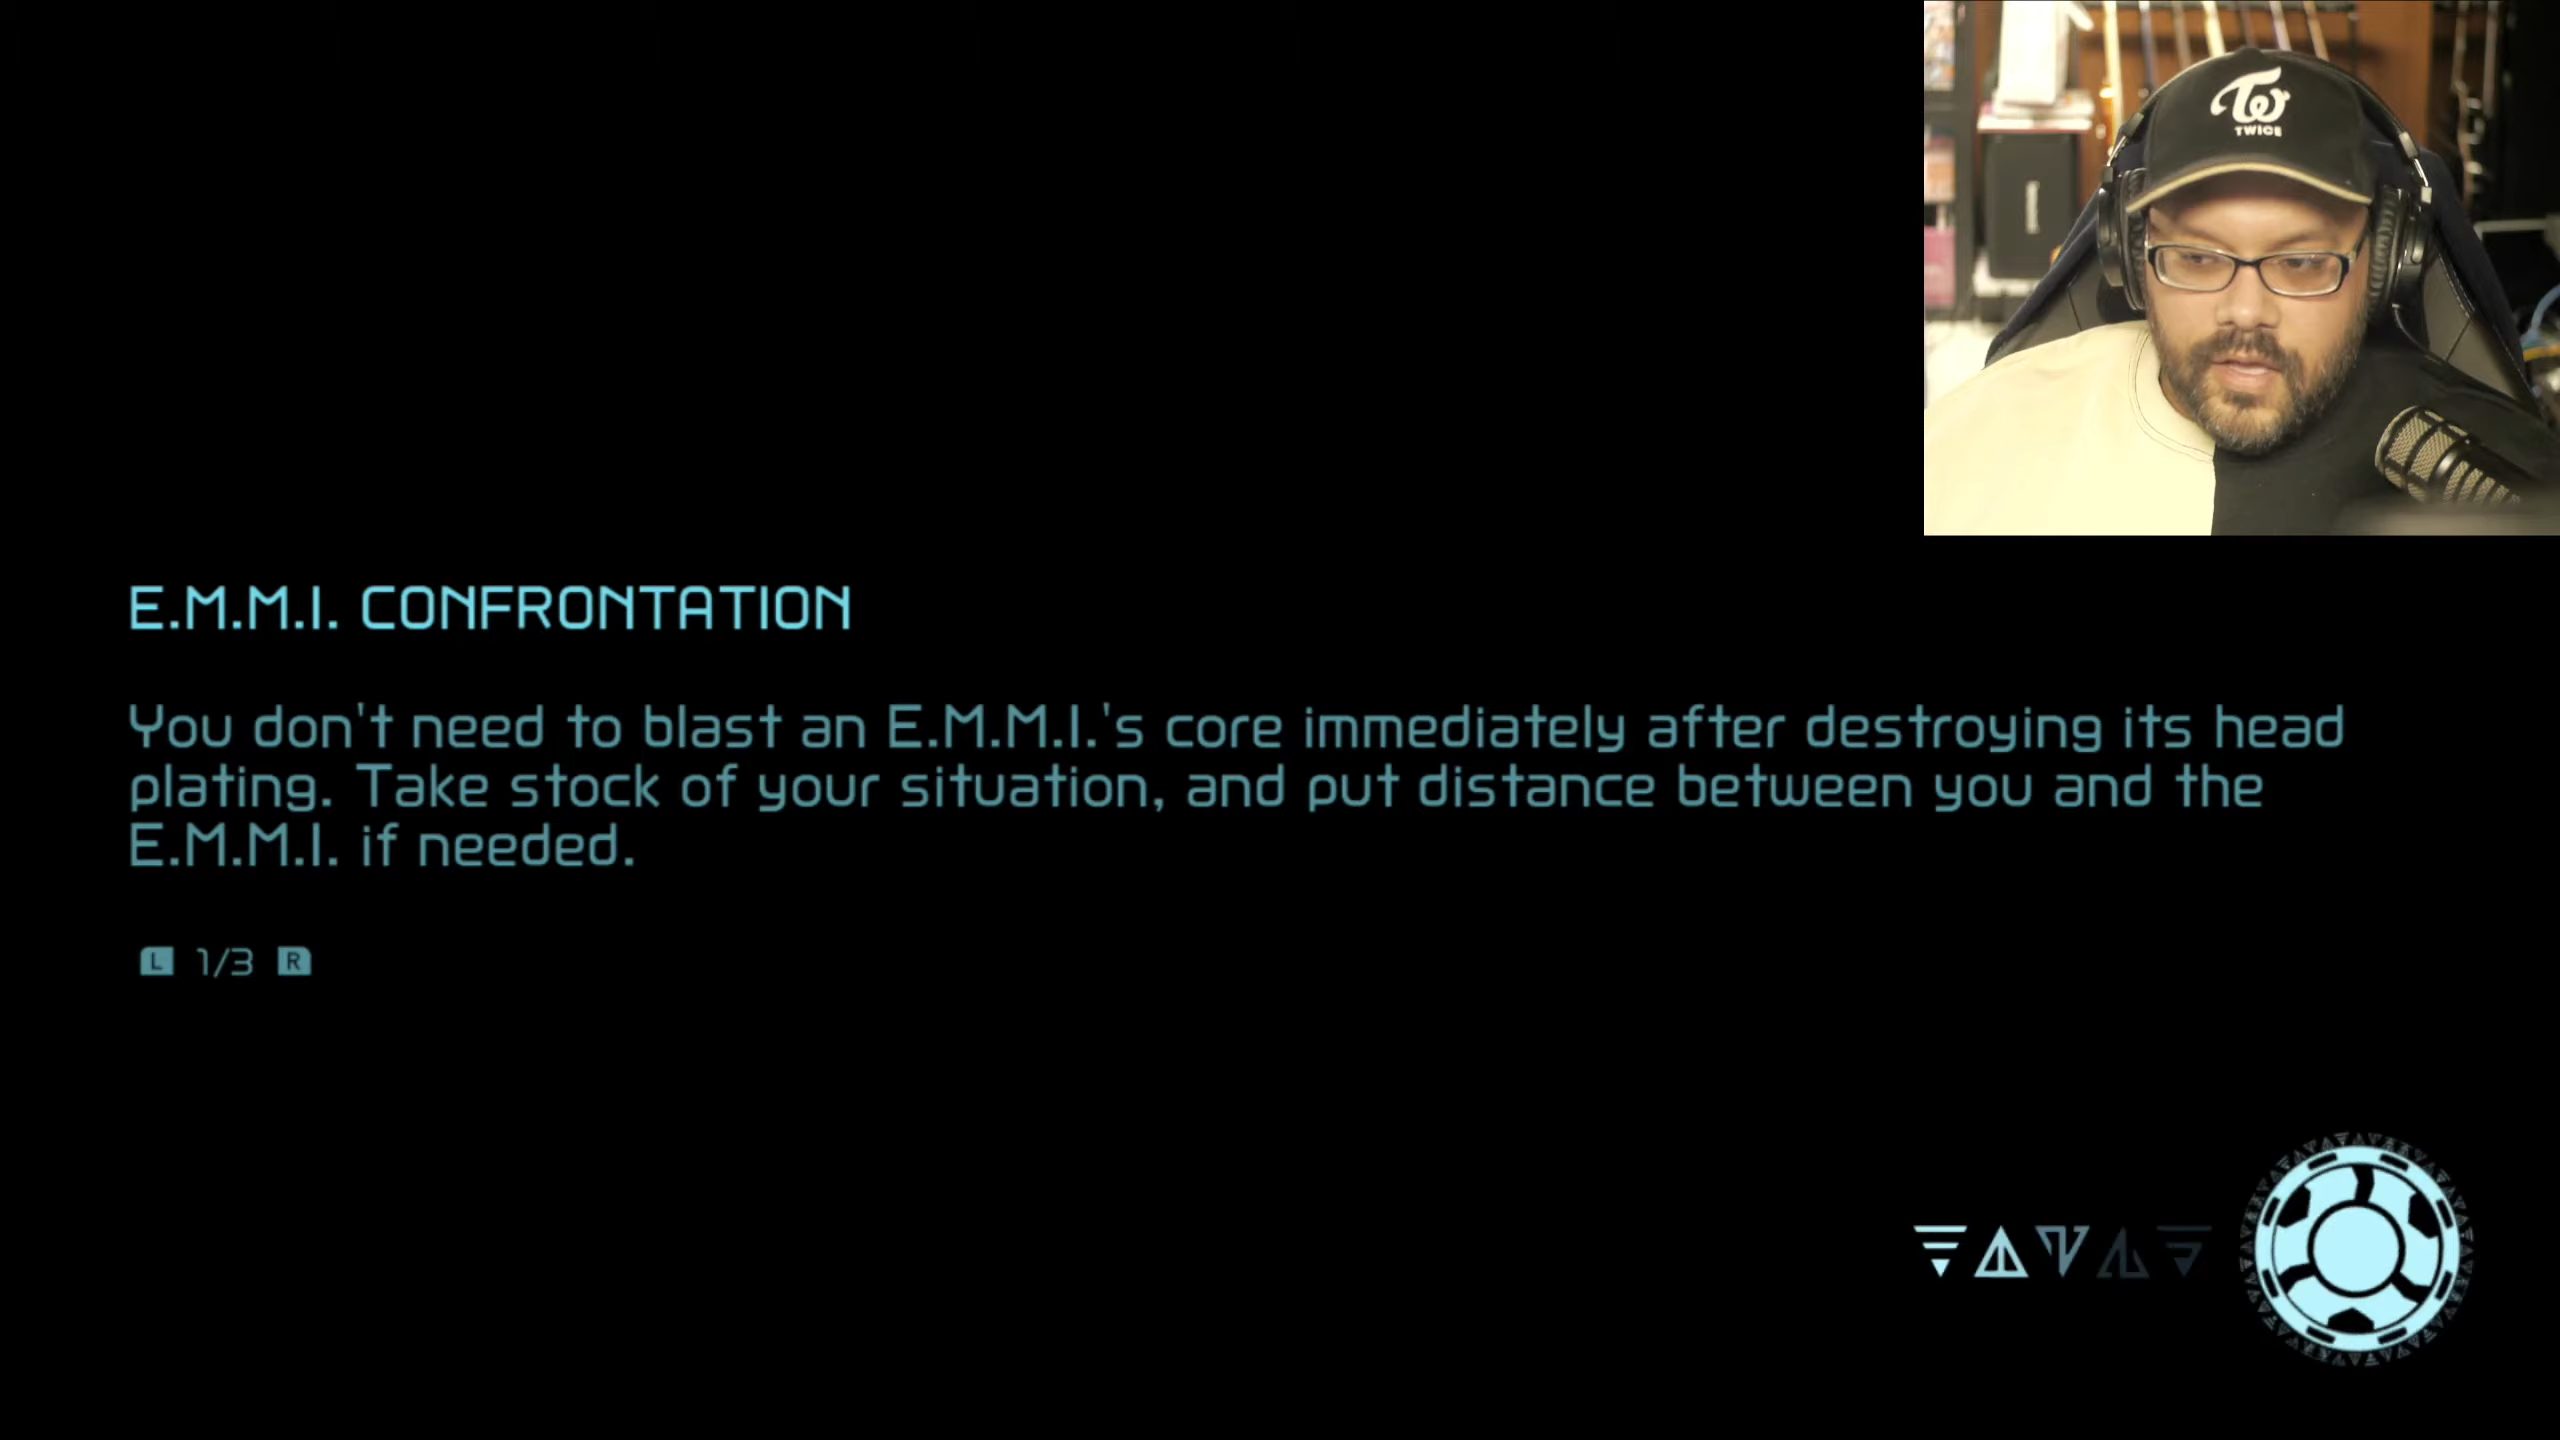 TWICE
E.M.M.I. CONFRONTATION
You don't need to blast an E.M.M.I.'s core immediately after destroying its head
plating. Take stock of your situation, and put distance between you and the
E.M.M.I. if needed.
L 1/3 R